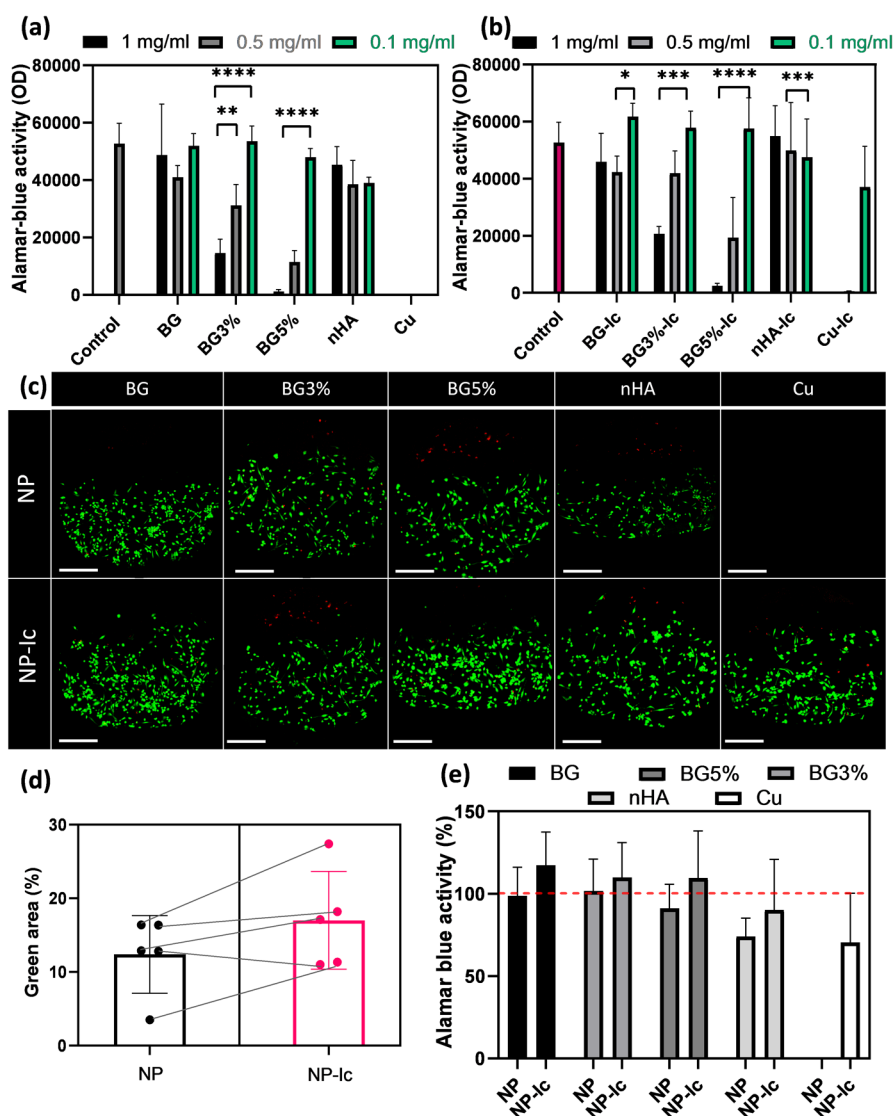 (a)
1 mg/ml 0.5 mg/ml 0.1 mg/ml
Alamar-blue activity (OD)
80000
60000
40000
20000
0
****
**
****
Control BG BG3% BG5% nHA Cu
(b)
1 mg/ml 0.5 mg/ml 0.1 mg/ml
Alamar-blue activity (OD)
80000
60000
40000
20000
0
*
***
****
***
Control BG-Ic BG3%-Ic BG5%-Ic nHA-Ic Cu-Ic
(c)
BG BG3% BG5% nHA Cu
NP
NP-Ic
(d)
Green area (%)
30
20
10
0
NP NP-Ic
(e)
BG BG5% BG3%
nHA Cu
Alamar blue activity (%)
150
100
50
0
NP NP-Ic NP NP-Ic NP NP-Ic NP NP-Ic NP NP-Ic